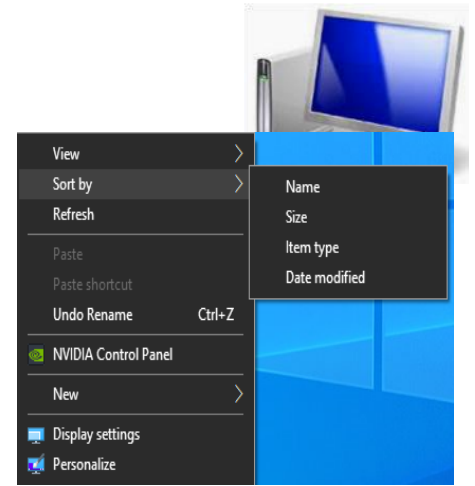 View
Sort by
Refresh
Paste
Paste shortcut
Undo Rename Ctrl+Z
NVIDIA Control Panel
New
Display settings
Personalize
Name
Size
Item type
Date modified